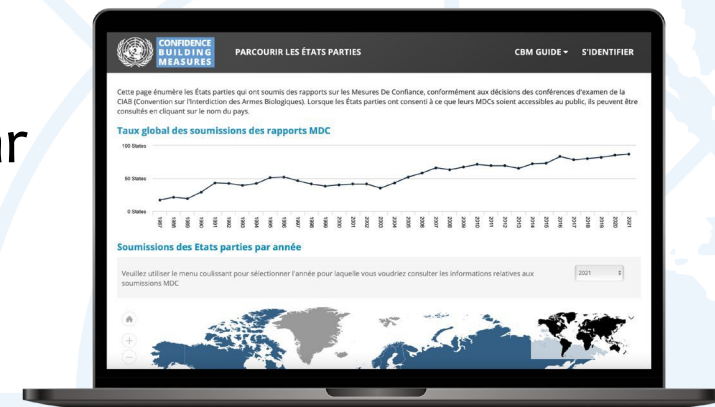 ar
CONFIDENCE
BUILDING
MEASURES
PARCOURIR LES ÉTATS PARTIES
CBM GUIDE
S'IDENTIFIER
Cette page énumère les États parties qui ont soumis des rapports sur les Mesures De Confiance, conformément aux décisions des conférences d'examen de la
CIAB (Convention sur l'Interdiction des Armes Biologiques). Lorsque les États parties ont consenti à ce que leurs MDCs soient accessibles au public, ils peuvent être
consultés en cliquant sur le nom du pays.
Taux global des soumissions des rapports MDC
100 States
50 States
0 States
1987 1988 1989 1990 1991 1992 1993 1994 1995 1996 1997 1998 1999 2000 2001 2002 2003 2004 2005 2006 2007 2008 2009 2010 2011 2012 2013 2014 2015 2016 2017 2018 2019 2020 2021
Soumissions des Etats parties par année
Veuillez utiliser le menu coulissant pour sélectionner l'année pour laquelle vous voudriez consulter les informations relatives aux
soumissions MDC
2021